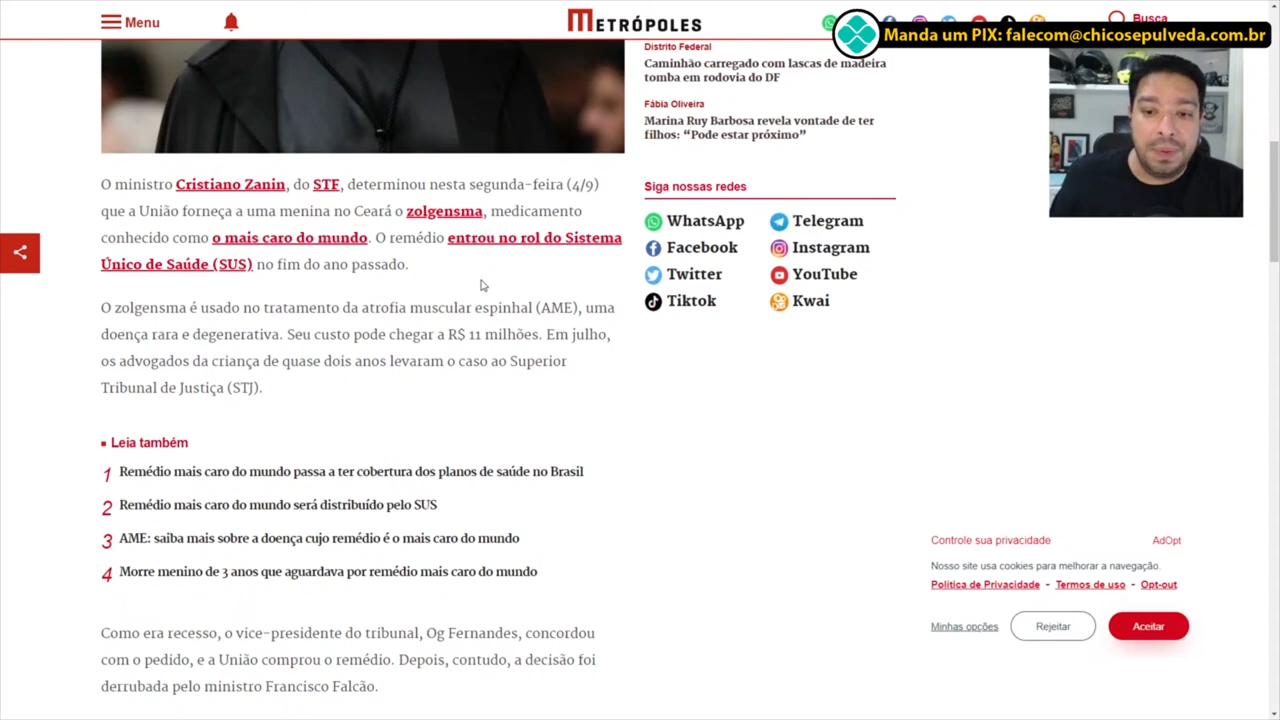 Menu
METRÓPOLES
Busca
Manda um PIX: falecom@chicosepulveda.com.br
Distrito Federal
Caminhão carregado com lascas de madeira
tomba em rodovia do DF
Fábia Oliveira
Marina Ruy Barbosa revela vontade de ter
filhos: “Pode estar próximo”
O ministro Cristiano Zanin, do STF, determinou nesta segunda-feira (4/9)
que a União forneça a uma menina no Ceará o zolgensma, medicamento
conhecido como o mais caro do mundo. O remédio entrou no rol do Sistema
Único de Saúde (SUS) no fim do ano passado.
O zolgensma é usado no tratamento da atrofia muscular espinhal (AME), uma
doença rara e degenerativa. Seu custo pode chegar a R$ 11 milhões. Em julho,
os advogados da criança de quase dois anos levaram o caso ao Superior
Tribunal de Justiça (STJ).
Leia também
1 Remédio mais caro do mundo passa a ter cobertura dos planos de saúde no Brasil
2 Remédio mais caro do mundo será distribuído pelo SUS
3 AME: saiba mais sobre a doença cujo remédio é o mais caro do mundo
4 Morre menino de 3 anos que aguardava por remédio mais caro do mundo
Como era recesso, o vice-presidente do tribunal, Og Fernandes, concordou
com o pedido, e a União comprou o remédio. Depois, contudo, a decisão foi
derrubada pelo ministro Francisco Falcão.
Siga nossas redes
WhatsApp Telegram
Facebook Instagram
Twitter YouTube
Tiktok Kwai
Controle sua privacidade AdOpt
Nosso site usa cookies para melhorar a navegação.
Política de Privacidade - Termos de uso - Opt-out
Minhas opções Rejeitar Aceitar